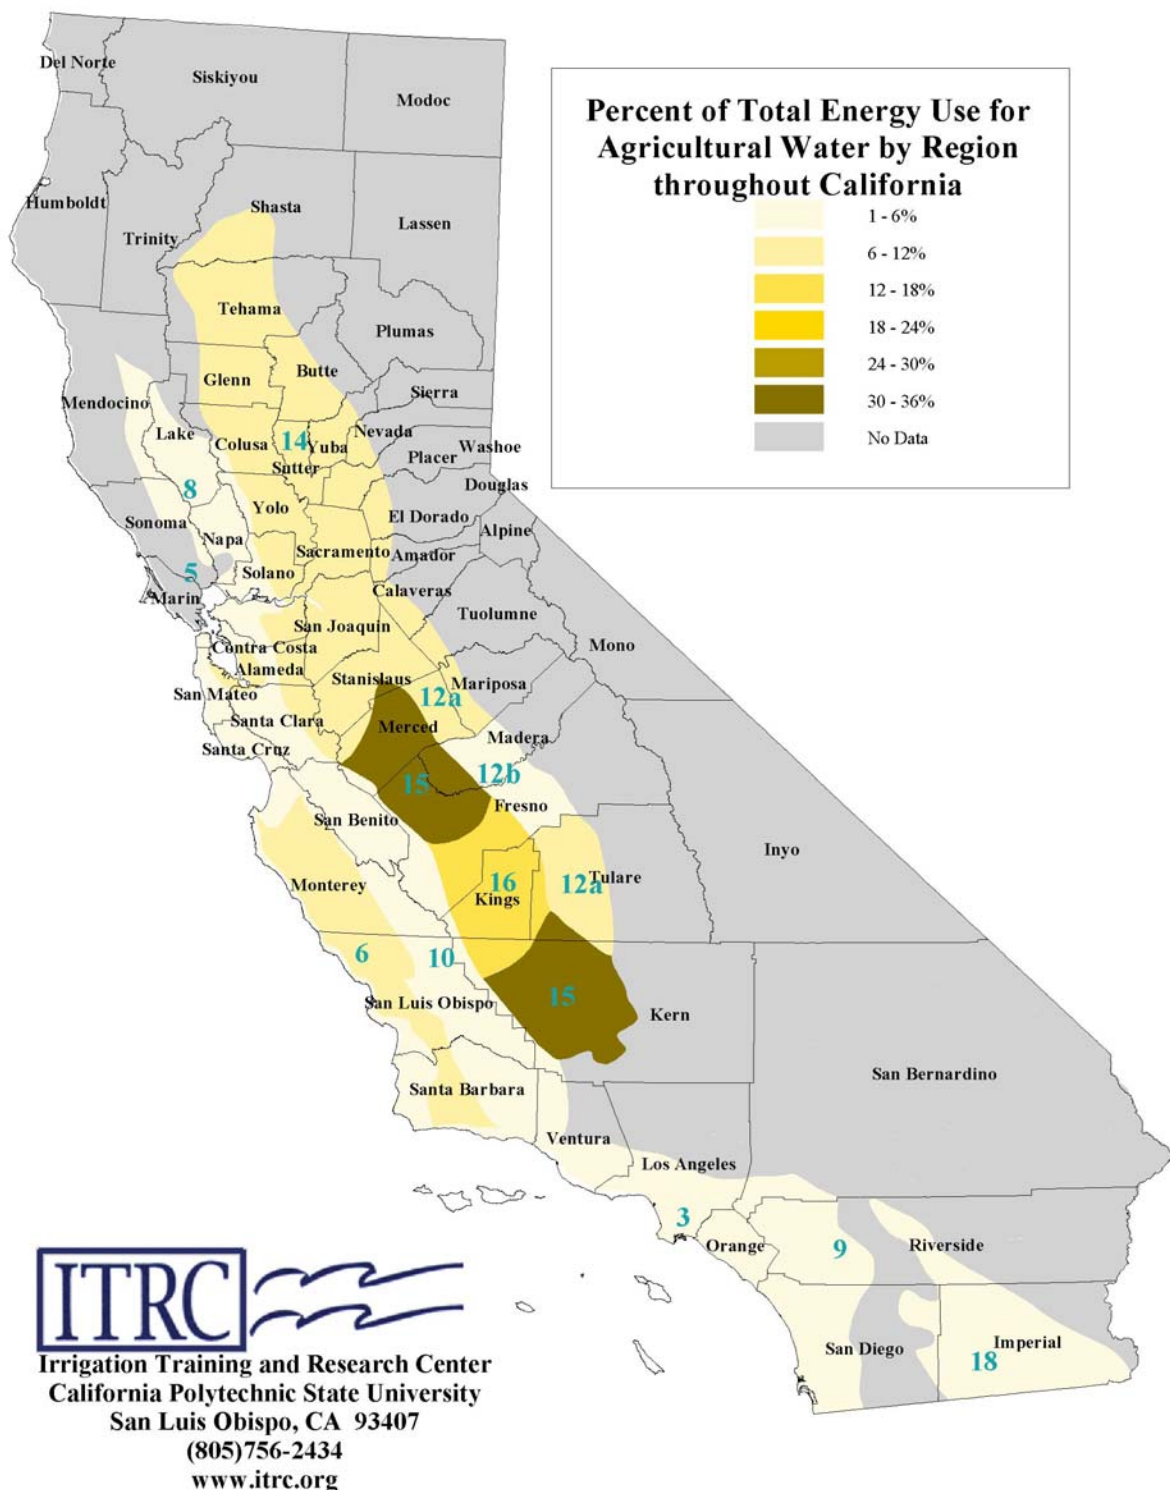 Del Norte
Siskiyou
Modoc
Percent of Total Energy Use for
Agricultural Water by Region
throughout California
1 - 6%
6 - 12%
12 - 18%
18 - 24%
24 - 30%
30 - 36%
No Data
Humboldt
Trinity
Shasta
Lassen
Tehama
Plumas
Glenn
Butte
Sierra
Mendocino
Lake
Colusa
14
Yuba
Nevada
Sutter
Placer
Washoe
8
Yolo
Douglas
Sonoma
Napa
El Dorado
Alpine
Sacramento
Amador
5
Solano
Marin
Calaveras
Tuolumne
San Joaquin
Contra Costa
Mono
Alameda
Stanislaus
Mariposa
12a
San Mateo
Santa Clara
Merced
Madera
Santa Cruz
12b
15
Fresno
San Benito
Inyo
Monterey
16
Kings
12a
Tulare
6
10
15
San Luis Obispo
Kern
San Bernardino
Santa Barbara
Ventura
Los Angeles
3
Orange
9
Riverside
San Diego
Imperial
18
ITRC
Irrigation Training and Research Center
California Polytechnic State University
San Luis Obispo, CA  93407
(805)756-2434
www.itrc.org